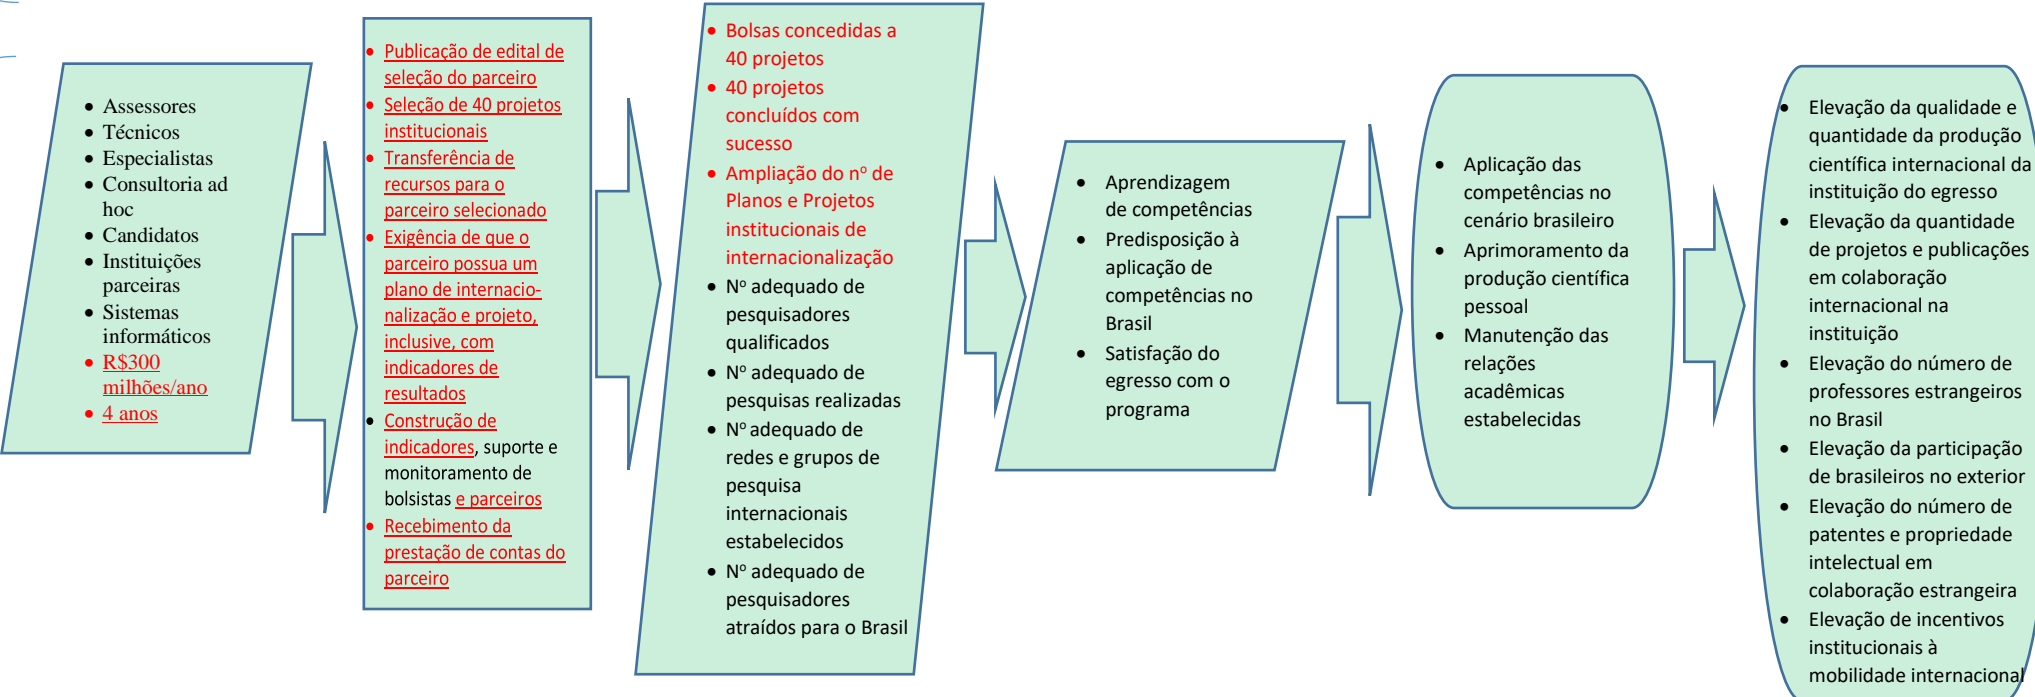 • Assessores
• Técnicos
• Especialistas
• Consultoria ad
hoc
• Candidatos
• Instituições
parceiras
• Sistemas
informáticos
• R$300
milhões/ano
• 4 anos
• Publicação de edital de
seleção do parceiro
• Seleção de 40 projetos
institucionais
• Transferência de
recursos para o
parceiro selecionado
• Exigência de que o
parceiro possua um
plano de internacio-
nalização e projeto,
inclusive, com
indicadores de
resultados
• Construção de
indicadores, suporte e
monitoramento de
bolsistas e parceiros
• Recebimento da
prestação de contas do
parceiro
• Bolsas concedidas a
40 projetos
• 40 projetos
concluídos com
sucesso
• Ampliação do nº de
Planos e Projetos
institucionais de
internacionalização
• Nº adequado de
pesquisadores
qualificados
• Nº adequado de
pesquisas realizadas
• Nº adequado de
redes e grupos de
pesquisa
internacionais
estabelecidos
• Nº adequado de
pesquisadores
atraídos para o Brasil
• Aprendizagem
de competências
• Predisposição à
aplicação de
competências no
Brasil
• Satisfação do
egresso com o
programa
• Aplicação das
competências no
cenário brasileiro
• Aprimoramento da
produção científica
pessoal
• Manutenção das
relações
acadêmicas
estabelecidas
• Elevação da qualidade e
quantidade da produção
científica internacional da
instituição do egresso
• Elevação da quantidade
de projetos e publicações
em colaboração
internacional na
instituição
• Elevação do número de
professores estrangeiros
no Brasil
• Elevação da participação
de brasileiros no exterior
• Elevação do número de
patentes e propriedade
intelectual em
colaboração estrangeira
• Elevação de incentivos
institucionais à
mobilidade internacional